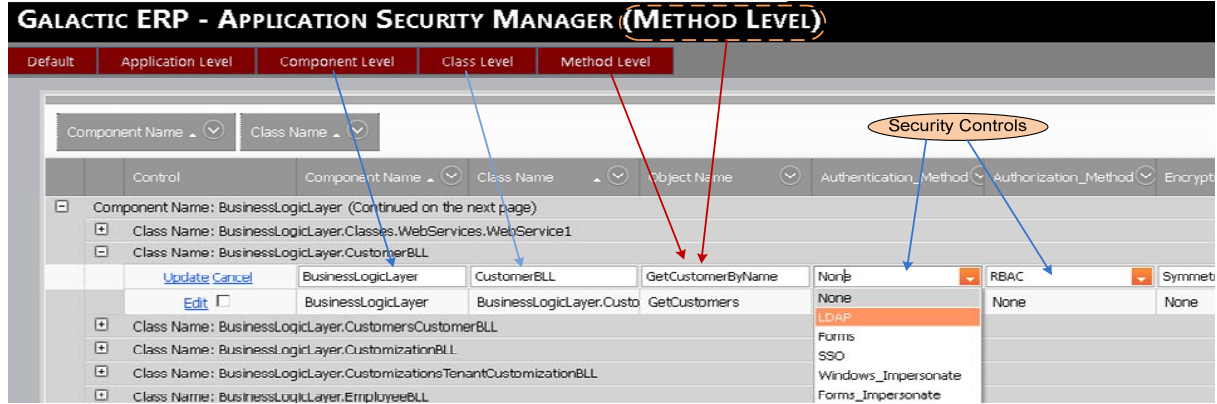 GALACTIC ERP - APPLICATION SECURITY MANAGER (METHOD LEVEL)
Default Application Level Component Level Class Level Method Level
Component Name Class Name
Security Controls
Control Component Name Class Name Object Name Authentication_Method Authorization_Method Encrypti
Component Name: BusinessLogicLayer (Continued on the next page)
Class Name: BusinessLogicLayer.Classes.WebServices.WebService1
Class Name: BusinessLogicLayer.CustomerBLL
Update Cancel BusinessLogicLayer CustomerBLL GetCustomerByName None RBAC Symmetr
Edit BusinessLogicLayer BusinessLogicLayer.Custo GetCustomers None None None
LDAP
Class Name: BusinessLogicLayer.CustomersCustomerBLL
Forms
Class Name: BusinessLogicLayer.CustomizationBLL
SSO
Class Name: BusinessLogicLayer.CustomizationsTenantCustomizationBLL
Windows_Impersonate
Class Name: BusinessLogicLayer.EmployeeBLL
Forms_Impersonate